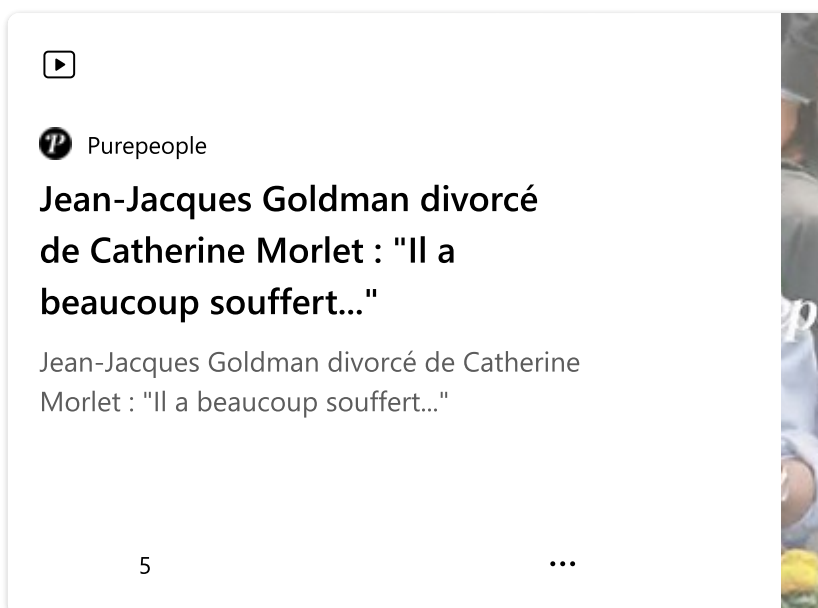 Purepeople
Jean-Jacques Goldman divorcé
de Catherine Morlet : "Il a
beaucoup souffert..."
Jean-Jacques Goldman divorcé de Catherine
Morlet : "Il a beaucoup souffert..."
5